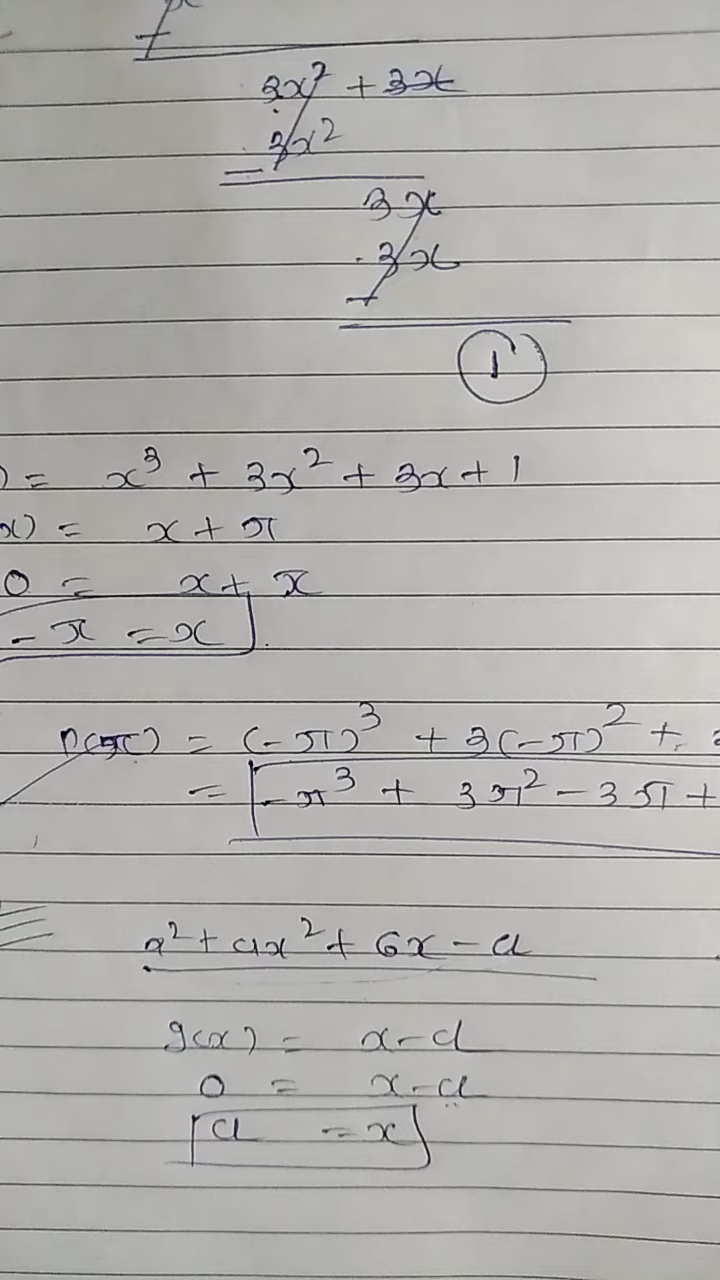 3x² + 3x
3x²
−
3x
3x
+
1
) = x³ + 3x² + 3x + 1
x) = x + π
0 = x + π
-π = x
= (-π)³ + 3(-π)² +
= -π³ + 3π² - 3π +
x² + ax² + 6x - a
g(x) = x - a
0 = x - a
a = x